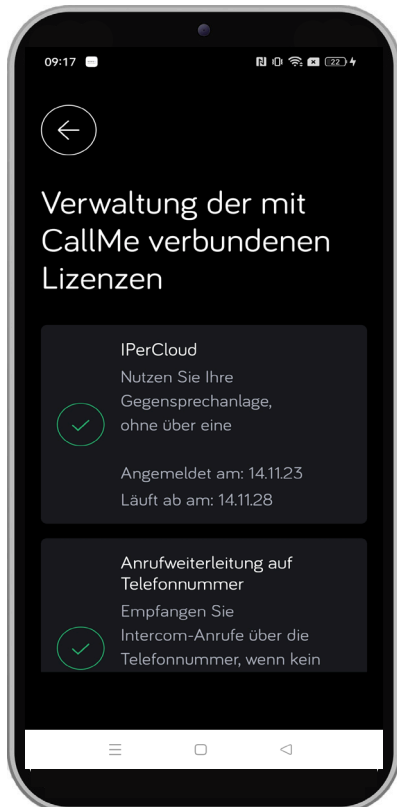 09:17
22
Verwaltung der mit
CallMe verbundenen
Lizenzen
IPerCloud
Nutzen Sie Ihre
Gegensprechanlage,
ohne über eine
Angemeldet am: 14.11.23
Läuft ab am: 14.11.28
Anrufweiterleitung auf
Telefonnummer
Empfangen Sie
Intercom-Anrufe über die
Telefonnummer, wenn kein